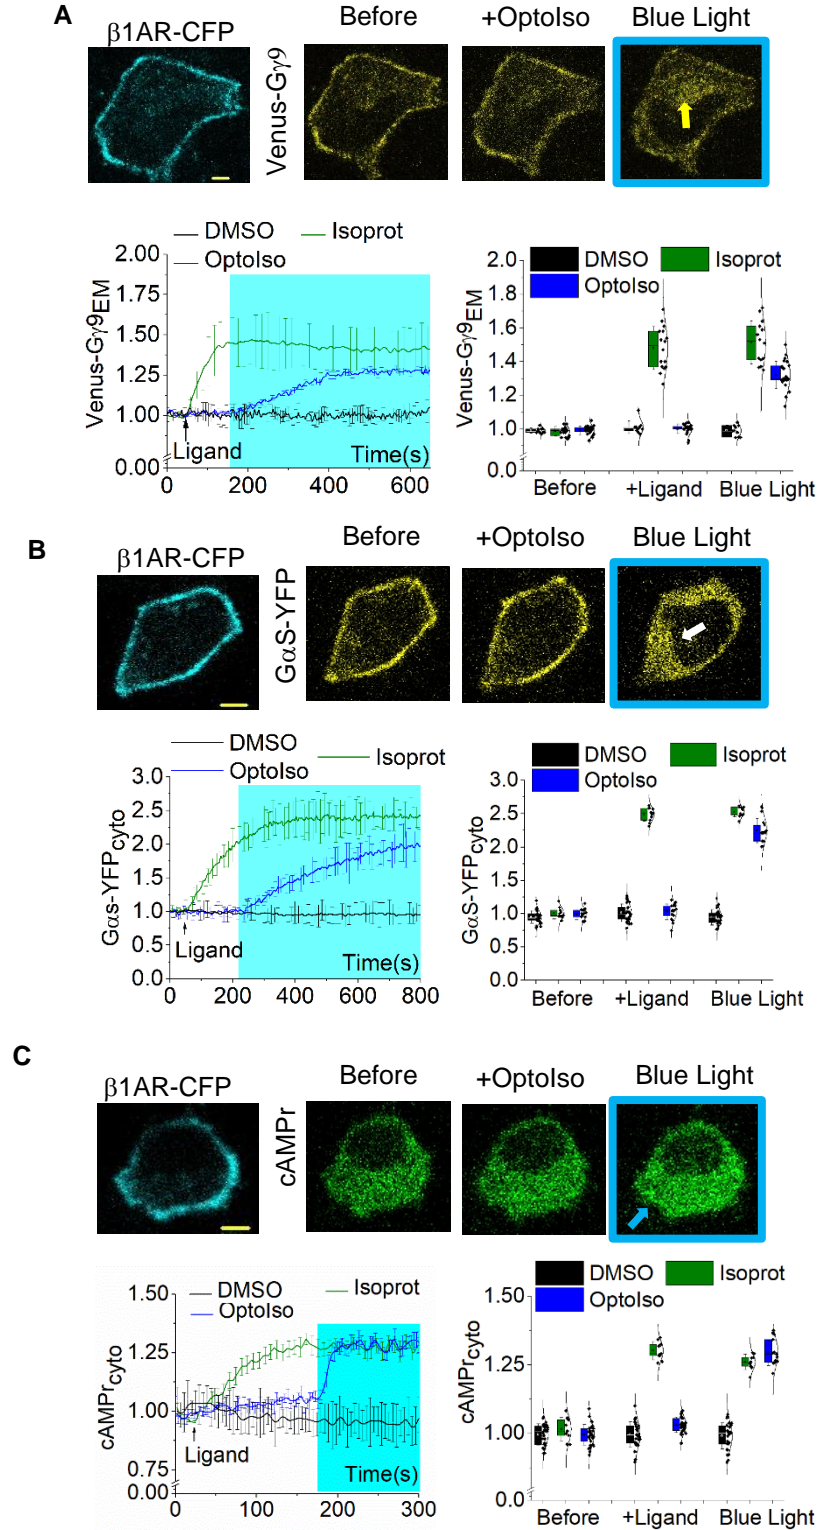 A
β1AR-CFP
Venus-Gγ9
Before
+OptoIso
Blue Light
DMSO
Isoprot
OptoIso
Venus-Gγ9EM
2.00
1.75
1.50
1.25
1.00
0.00
Ligand
Time(s)
0 200 400 600
DMSO
Isoprot
OptoIso
Venus-Gγ9EM
2.0
1.8
1.6
1.4
1.2
1.0
0.0
Before +Ligand Blue Light
B
β1AR-CFP
GαS-YFP
Before
+OptoIso
Blue Light
DMSO
OptoIso
Isoprot
Gαs-YFPcyto
3.0
2.5
2.0
1.5
1.0
0.5
0.0
Ligand
Time(s)
0 200 400 600 800
DMSO
Isoprot
OptoIso
GαS-YFPcyto
3.0
2.5
2.0
1.5
1.0
0.5
0.0
Before +Ligand Blue Light
C
β1AR-CFP
cAMPr
Before
+OptoIso
Blue Light
DMSO
Isoprot
OptoIso
cAMPrcyto
1.50
1.25
1.00
0.75
0.00
Ligand
Time(s)
0 100 200 300
DMSO
Isoprot
OptoIso
cAMPrcyto
1.50
1.25
1.00
0.0
Before +Ligand Blue Light